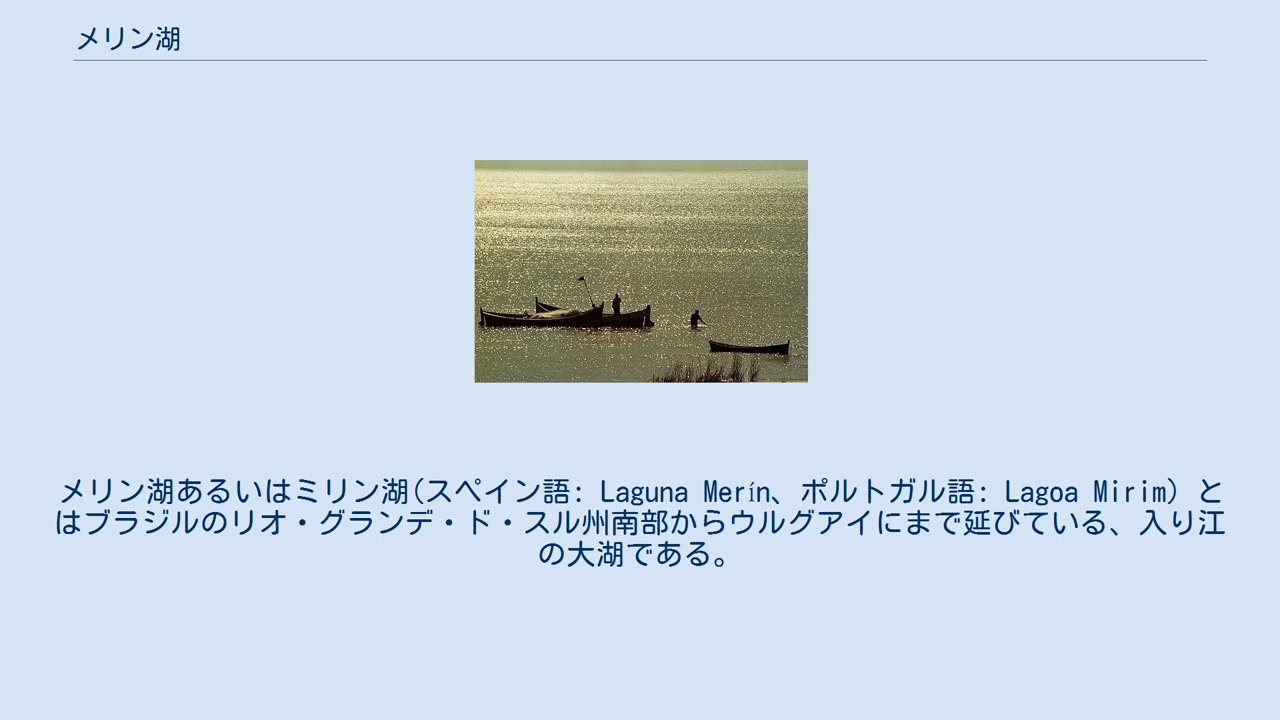 メリン湖
メリン湖あるいはミリン湖(スペイン語: Laguna Merín、ポルトガル語: Lagoa Mirim) と
はブラジルのリオ・グランデ・ド・スル州南部からウルグアイにまで延びている、入り江
の大湖である。